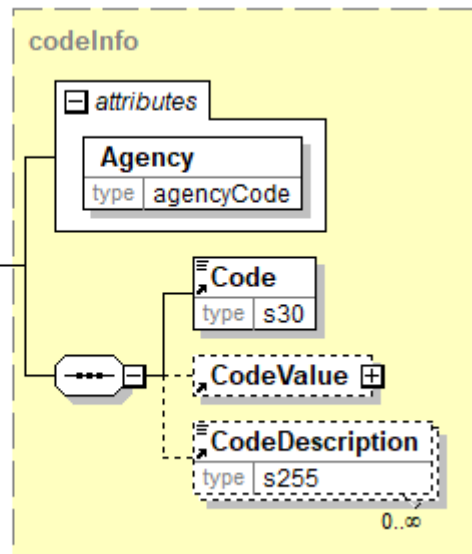 codeInfo
attributes
Agency
type agencyCode
Code
type s30
CodeValue
CodeDescription
type s255
0..∞